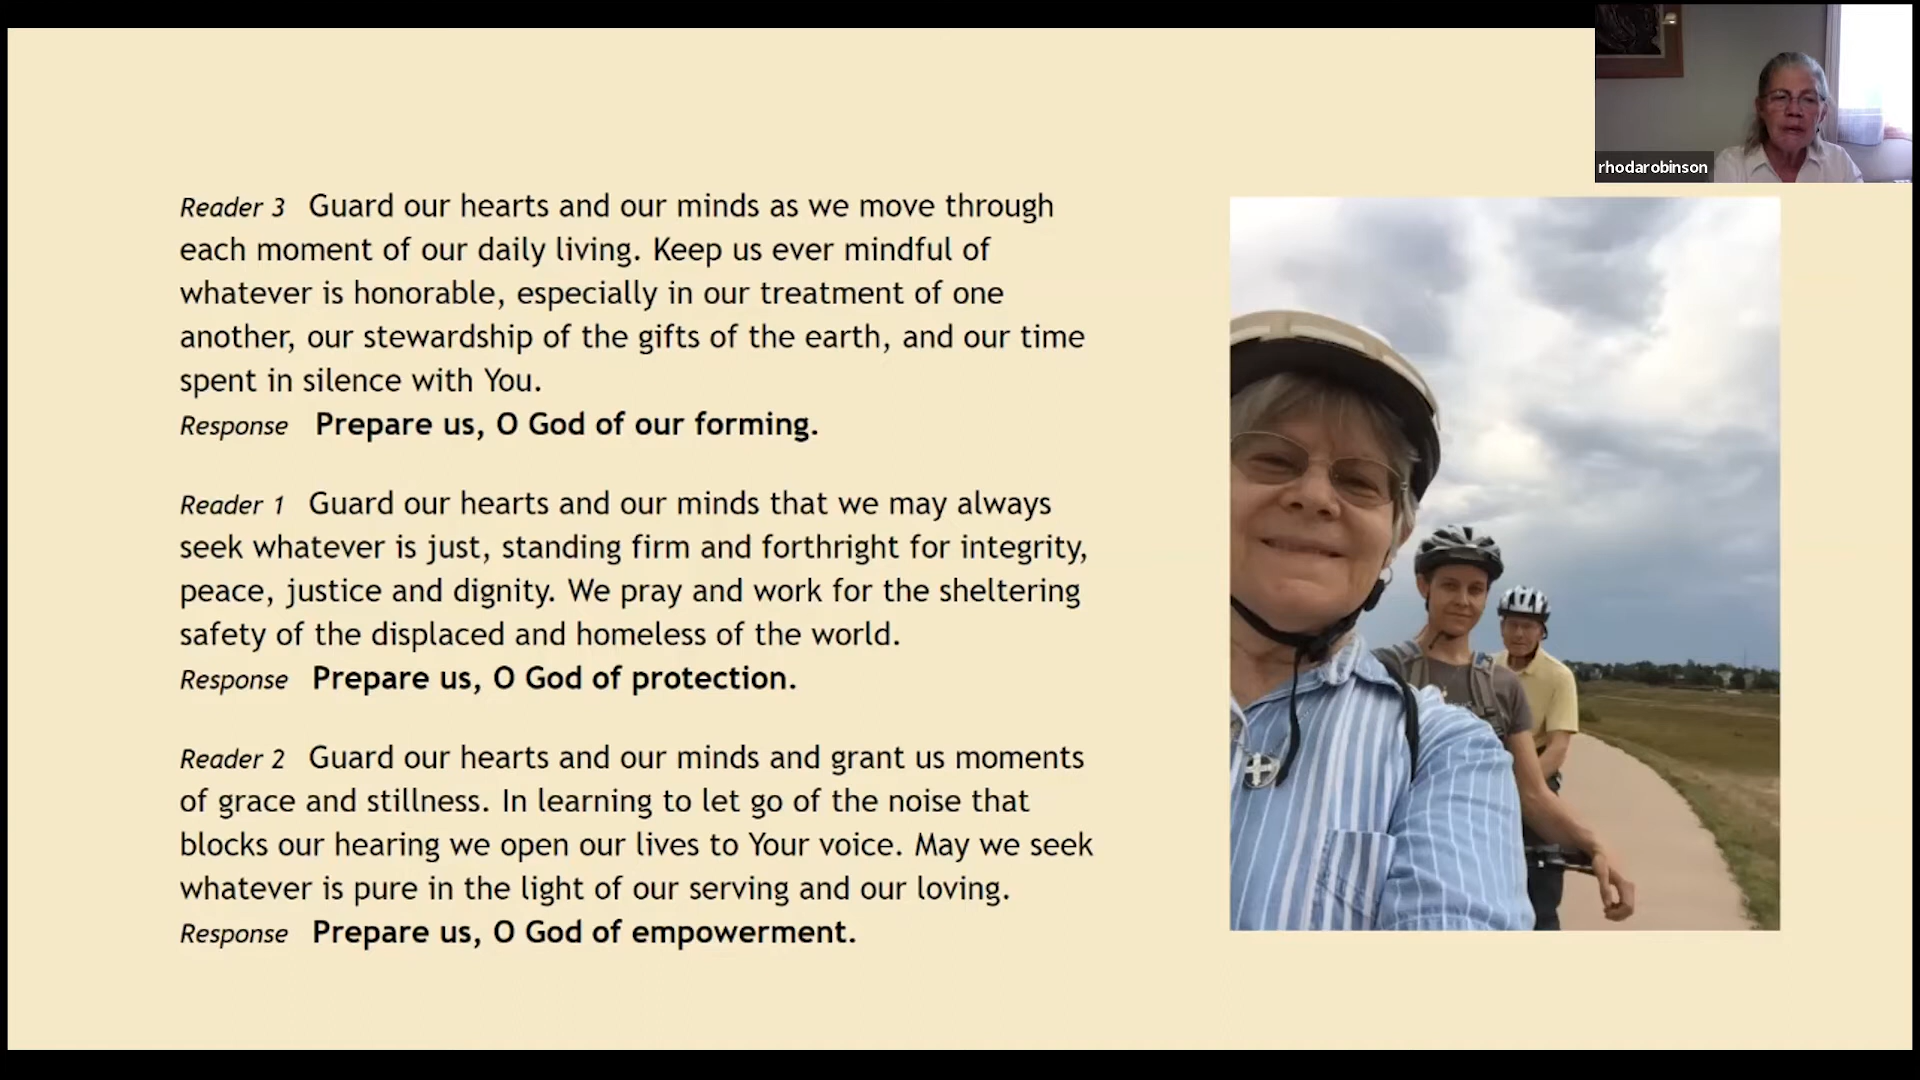 rhodarobinson
Reader 3 Guard our hearts and our minds as we move through
each moment of our daily living. Keep us ever mindful of
whatever is honorable, especially in our treatment of one
another, our stewardship of the gifts of the earth, and our time
spent in silence with You.
Response Prepare us, O God of our forming.
Reader 1 Guard our hearts and our minds that we may always
seek whatever is just, standing firm and forthright for integrity,
peace, justice and dignity. We pray and work for the sheltering
safety of the displaced and homeless of the world.
Response Prepare us, O God of protection.
Reader 2 Guard our hearts and our minds and grant us moments
of grace and stillness. In learning to let go of the noise that
blocks our hearing we open our lives to Your voice. May we seek
whatever is pure in the light of our serving and our loving.
Response Prepare us, O God of empowerment.